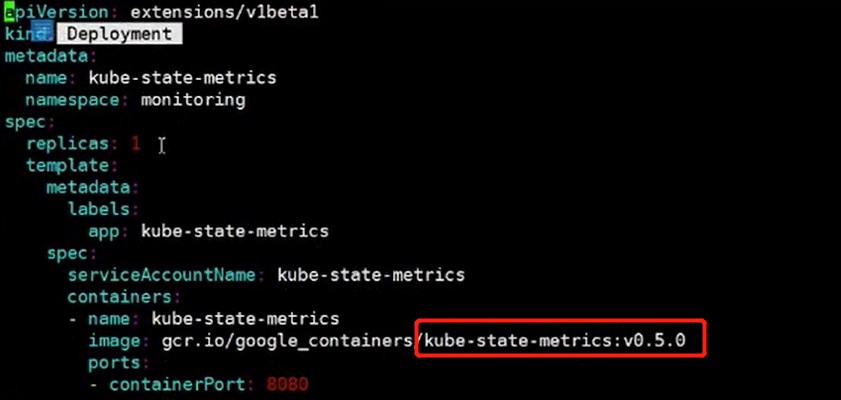 apiVersion: extensions/v1beta1
kind: Deployment
metadata:
  name: kube-state-metrics
  namespace: monitoring
spec:
  replicas: 1
  template:
    metadata:
      labels:
        app: kube-state-metrics
    spec:
      serviceAccountName: kube-state-metrics
      containers:
      - name: kube-state-metrics
        image: gcr.io/google_containers/kube-state-metrics:v0.5.0
        ports:
        - containerPort: 8080